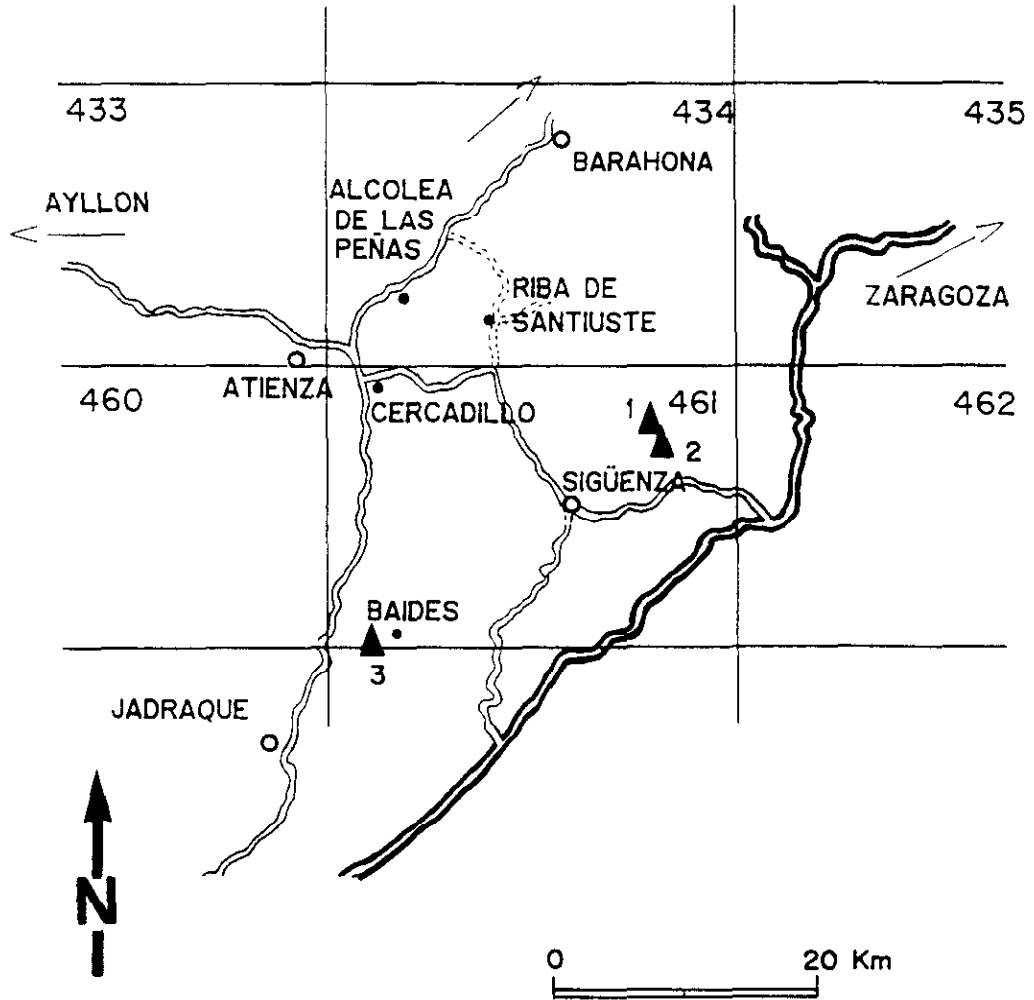 433
434
435
BARAHONA
ALCOLEA
DE LAS
PEÑAS
AYLLON
RIBA DE
SANTIUSTE
ZARAGOZA
ATIENZA
460
CERCADILLO
1
461
462
2
SIGÜENZA
BAIDES
3
JADRAQUE
N
0
20 Km